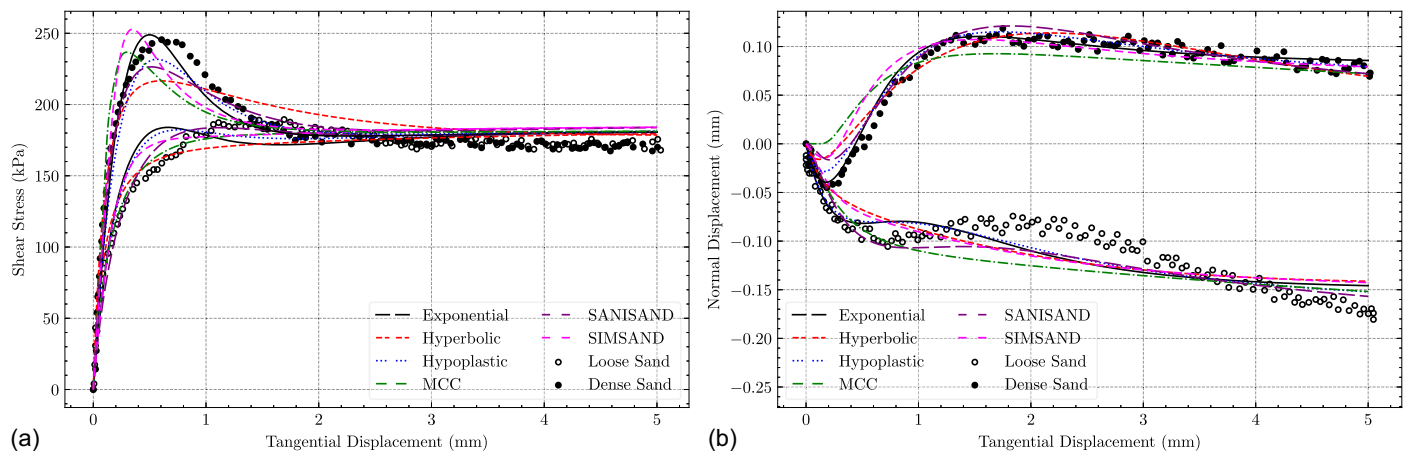 250
200
150
100
50
0
Shear Stress (kPa)
Exponential
Hyperbolic
Hypoplastic
MCC
SANISAND
SIMSAND
Loose Sand
Dense Sand
0 1 2 3 4 5
(a)
Tangential Displacement (mm)
0.10
0.05
0.00
−0.05
−0.10
−0.15
−0.20
−0.25
Normal Displacement (mm)
Exponential
Hyperbolic
Hypoplastic
MCC
SANISAND
SIMSAND
Loose Sand
Dense Sand
0 1 2 3 4 5
(b)
Tangential Displacement (mm)